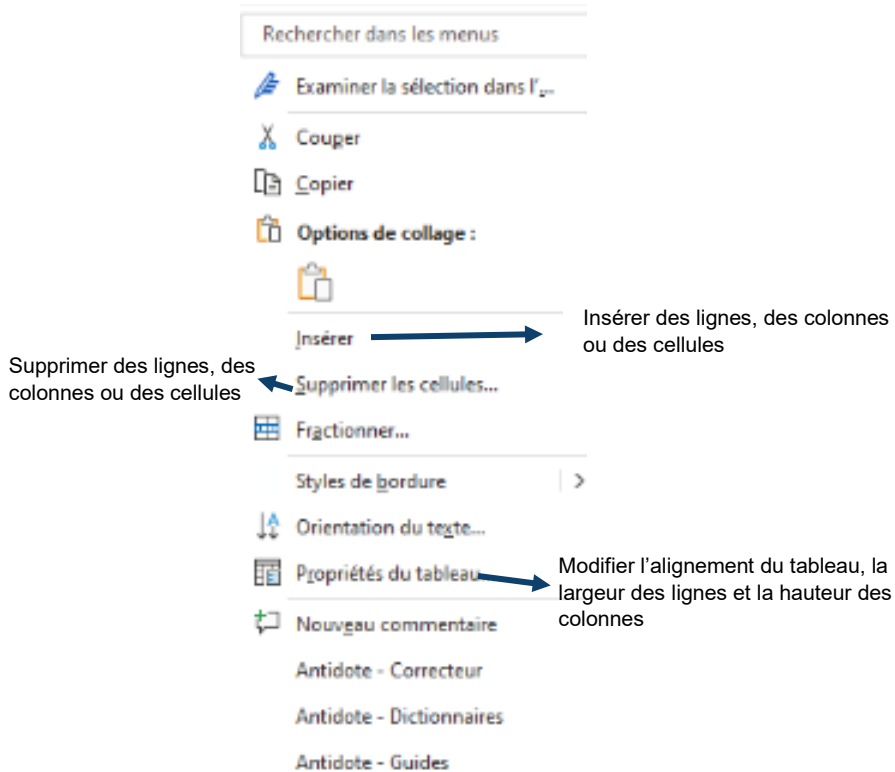 Rechercher dans les menus
Examiner la sélection dans l'...
Couper
Copier
Options de collage :
Insérer
Insérer des lignes, des colonnes
ou des cellules
Supprimer des lignes, des
colonnes ou des cellules
Supprimer les cellules...
Fractionner...
Styles de bordure
Orientation du texte...
Propriétés du tableau
Modifier l’alignement du tableau, la
largeur des lignes et la hauteur des
colonnes
Nouveau commentaire
Antidote - Correcteur
Antidote - Dictionnaires
Antidote - Guides